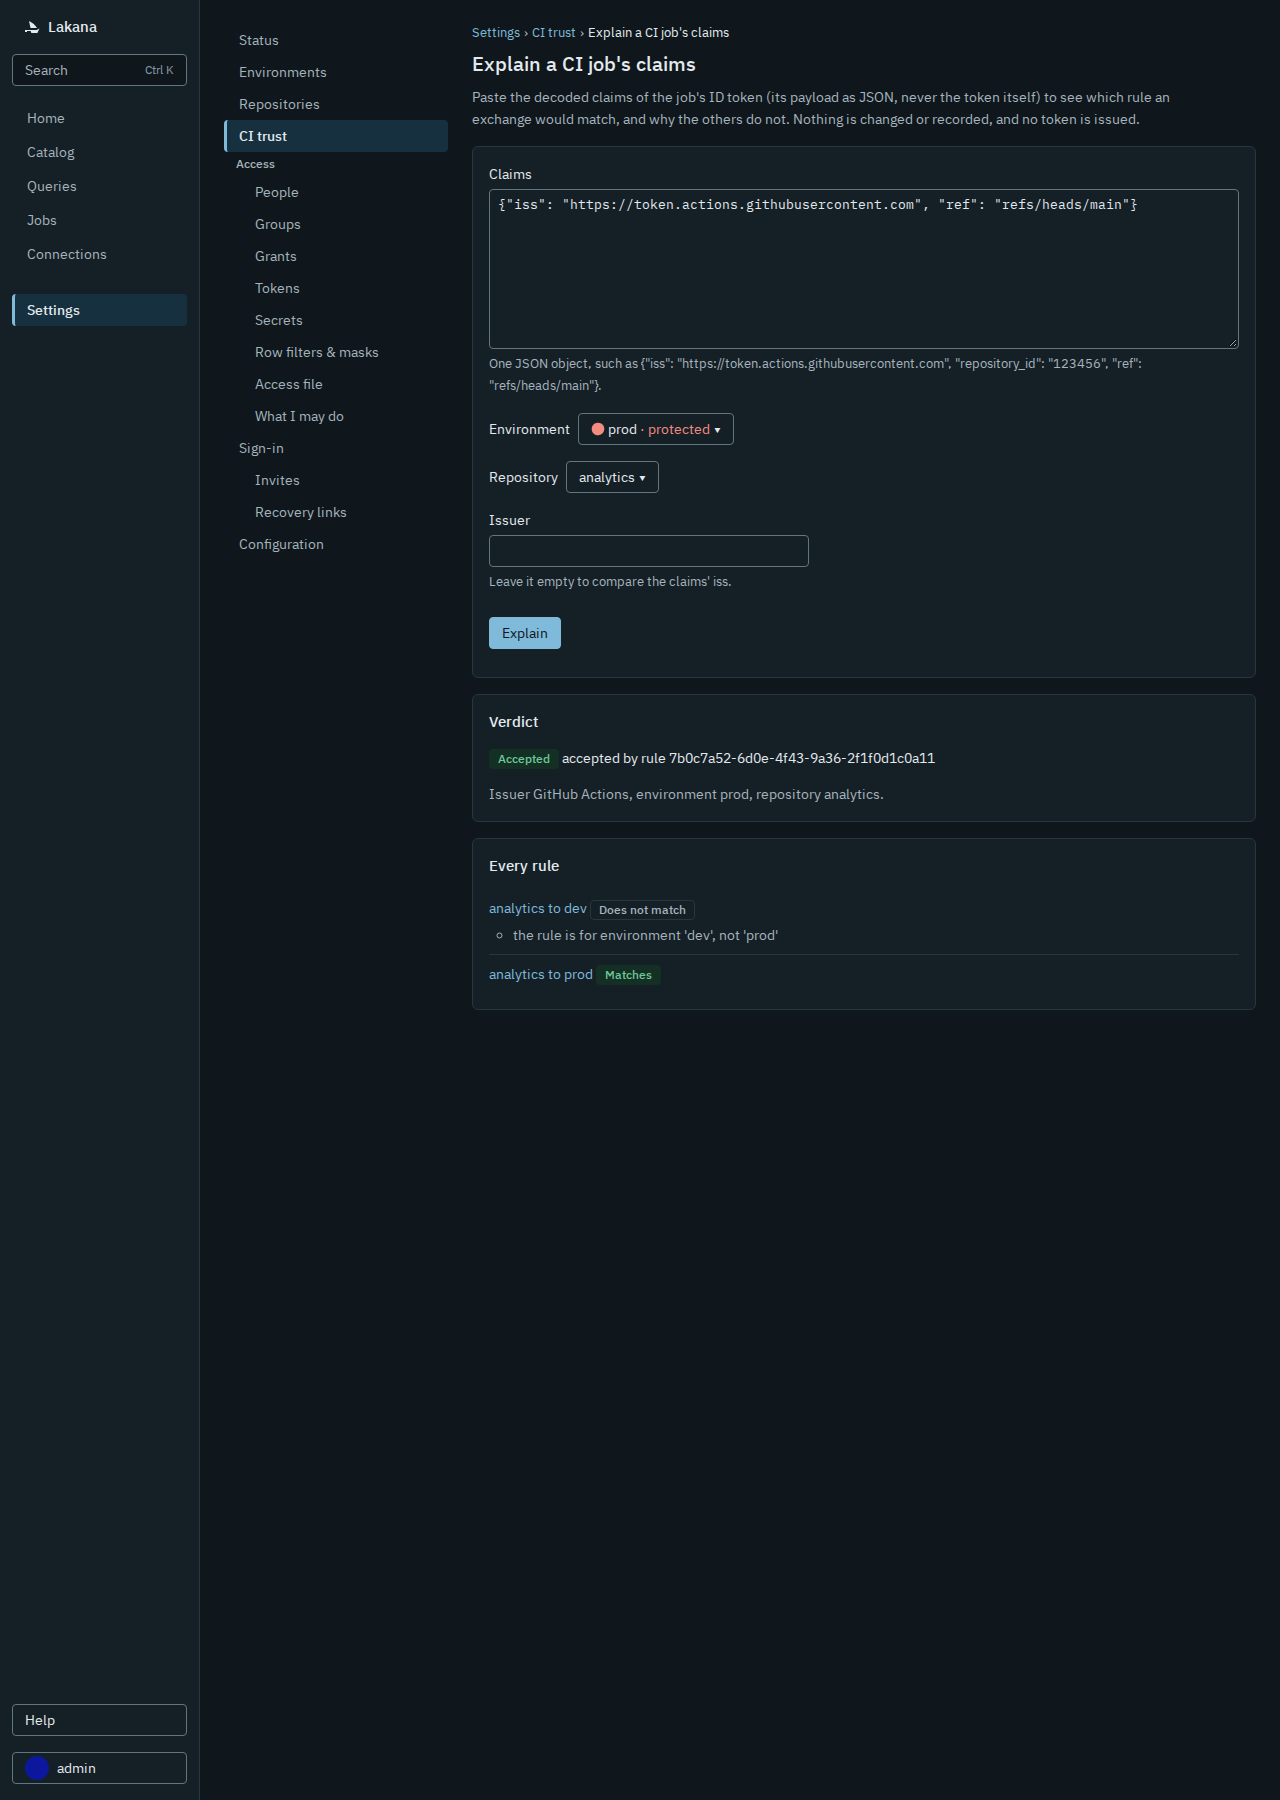 Lakana
Search Ctrl K
Home
Catalog
Queries
Jobs
Connections
Settings
Help
admin
Status
Environments
Repositories
CI trust
Access
People
Groups
Grants
Tokens
Secrets
Row filters & masks
Access file
What I may do
Sign-in
Invites
Recovery links
Configuration
Settings › CI trust › Explain a CI job's claims
Explain a CI job's claims
Paste the decoded claims of the job's ID token (its payload as JSON, never the token itself) to see which rule an
exchange would match, and why the others do not. Nothing is changed or recorded, and no token is issued.
Claims
{"iss": "https://token.actions.githubusercontent.com", "ref": "refs/heads/main"}
One JSON object, such as {"iss": "https://token.actions.githubusercontent.com", "repository_id": "123456", "ref":
"refs/heads/main"}.
Environment prod · protected ▾
Repository analytics ▾
Issuer
Leave it empty to compare the claims' iss.
Explain
Verdict
Accepted accepted by rule 7b0c7a52-6d0e-4f43-9a36-2f1f0d1c0a11
Issuer GitHub Actions, environment prod, repository analytics.
Every rule
analytics to dev Does not match
the rule is for environment 'dev', not 'prod'
analytics to prod Matches